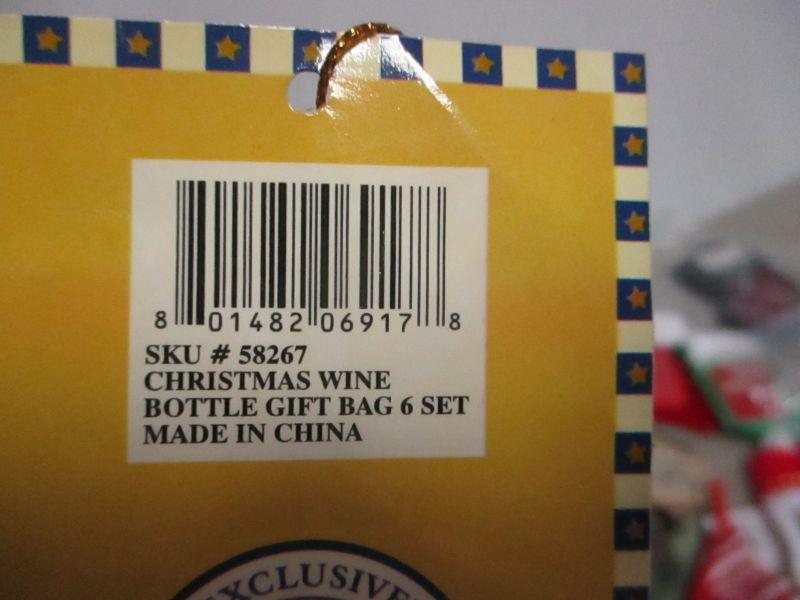 8 01482 06917 8
SKU # 58267
CHRISTMAS WINE
BOTTLE GIFT BAG 6 SET
MADE IN CHINA
EXCLUSIVE